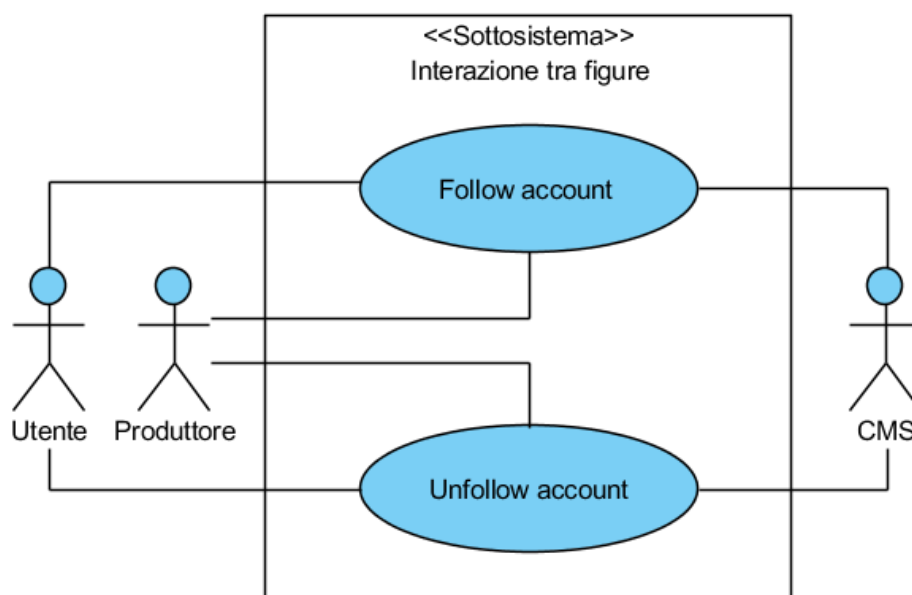 <<Sottosistema>>
Interazione tra figure
Follow account
Utente
Produttore
CMS
Unfollow account